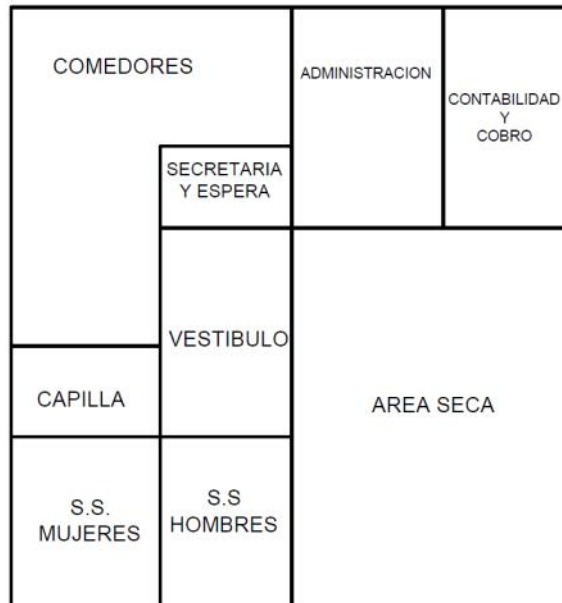 COMEDORES
ADMINISTRACION
CONTABILIDAD
Y
COBRO
SECRETARIA
Y ESPERA
VESTIBULO
CAPILLA
AREA SECA
S.S.
MUJERES
S.S
HOMBRES